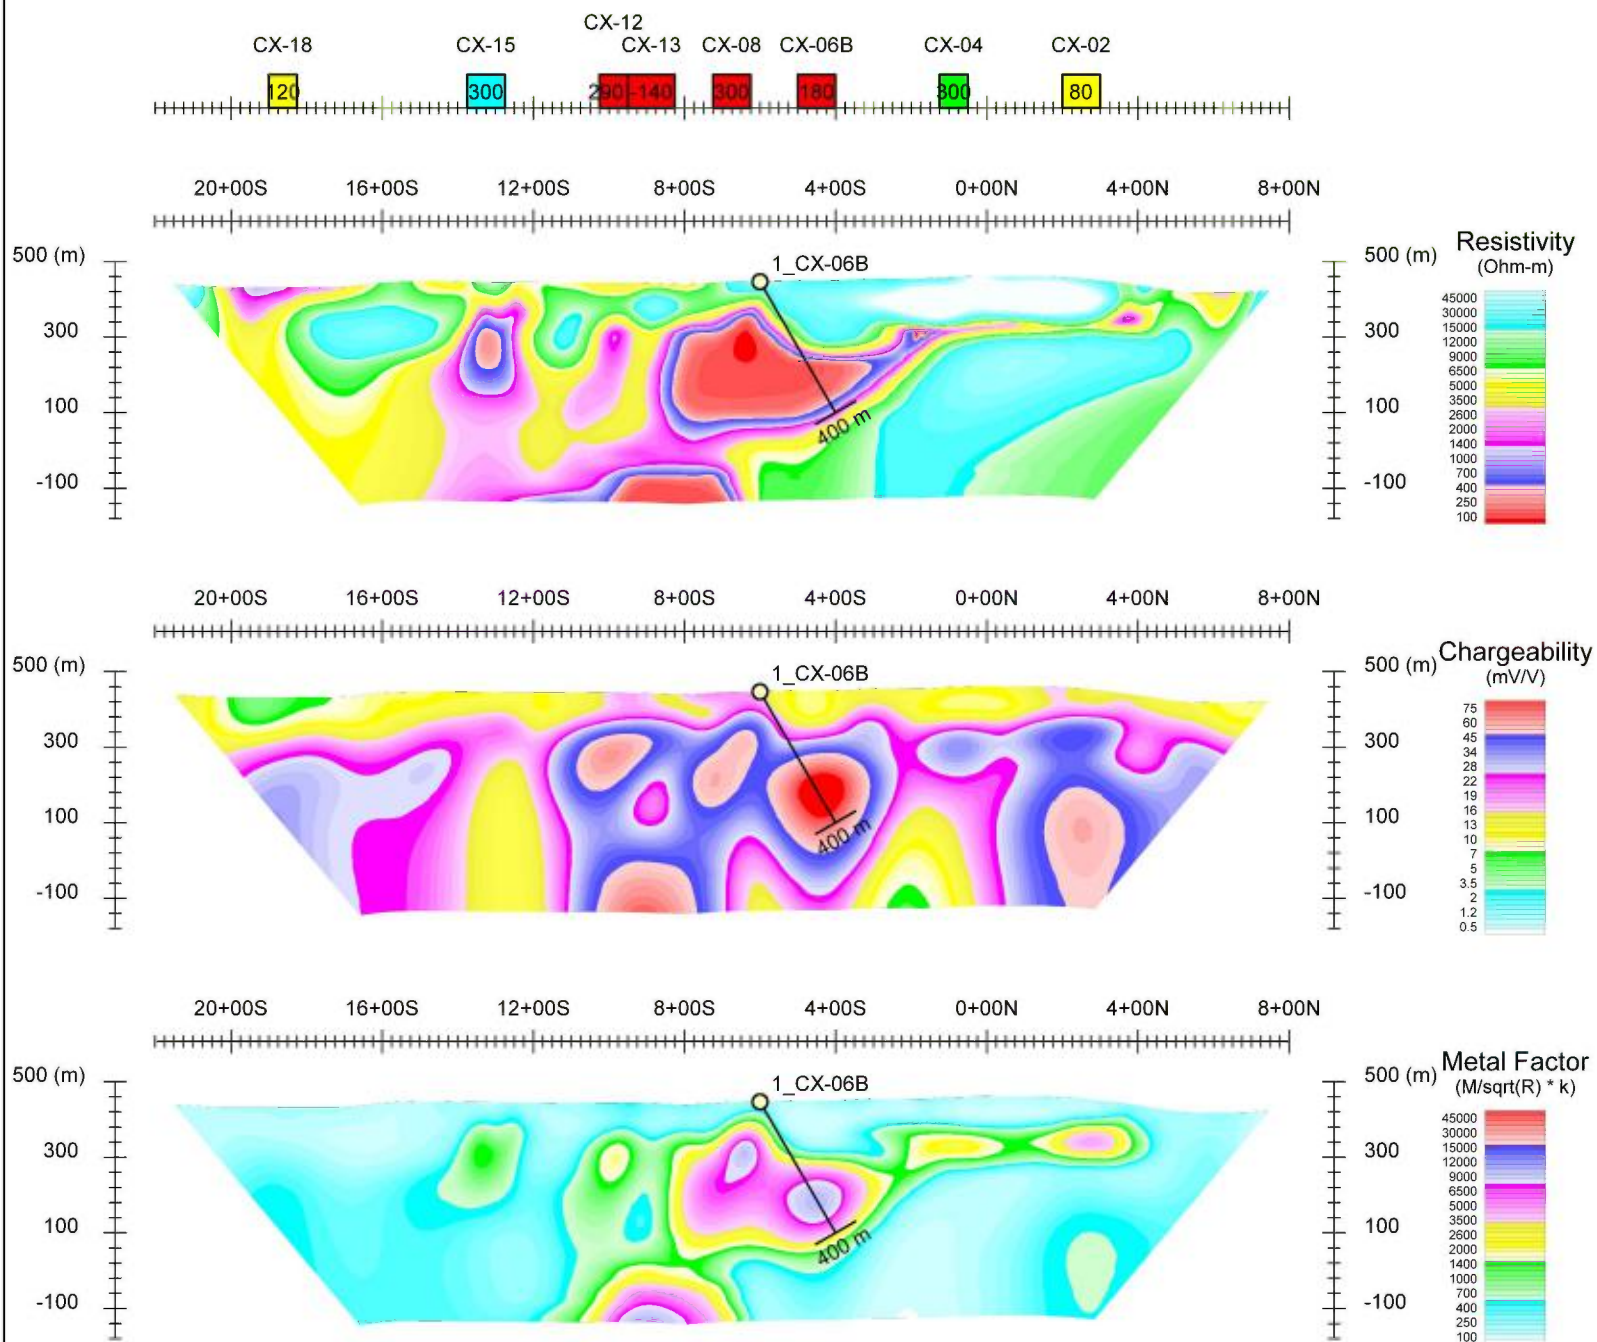 CX-12
CX-18 CX-15 CX-13 CX-08 CX-06B CX-04 CX-02
120 300 290 -140 300 180 300 80
20+00S 16+00S 12+00S 8+00S 4+00S 0+00N 4+00N 8+00N
500 (m) 500 (m)
300 300
100 100
-100 -100
1_CX-06B
400 m
Resistivity
(Ohm-m)
45000
30000
15000
12000
9000
6500
5000
3500
2600
2000
1400
1000
700
400
250
100
20+00S 16+00S 12+00S 8+00S 4+00S 0+00N 4+00N 8+00N
500 (m) 500 (m)
300 300
100 100
-100 -100
1_CX-06B
400 m
Chargeability
(mV/V)
75
60
45
34
28
22
19
16
13
10
7
5
3.5
2
1.2
0.5
20+00S 16+00S 12+00S 8+00S 4+00S 0+00N 4+00N 8+00N
500 (m) 500 (m)
300 300
100 100
-100 -100
1_CX-06B
400 m
Metal Factor
(M/sqrt(R) * k)
45000
30000
15000
12000
9000
6500
5000
3500
2600
2000
1400
1000
700
400
250
100